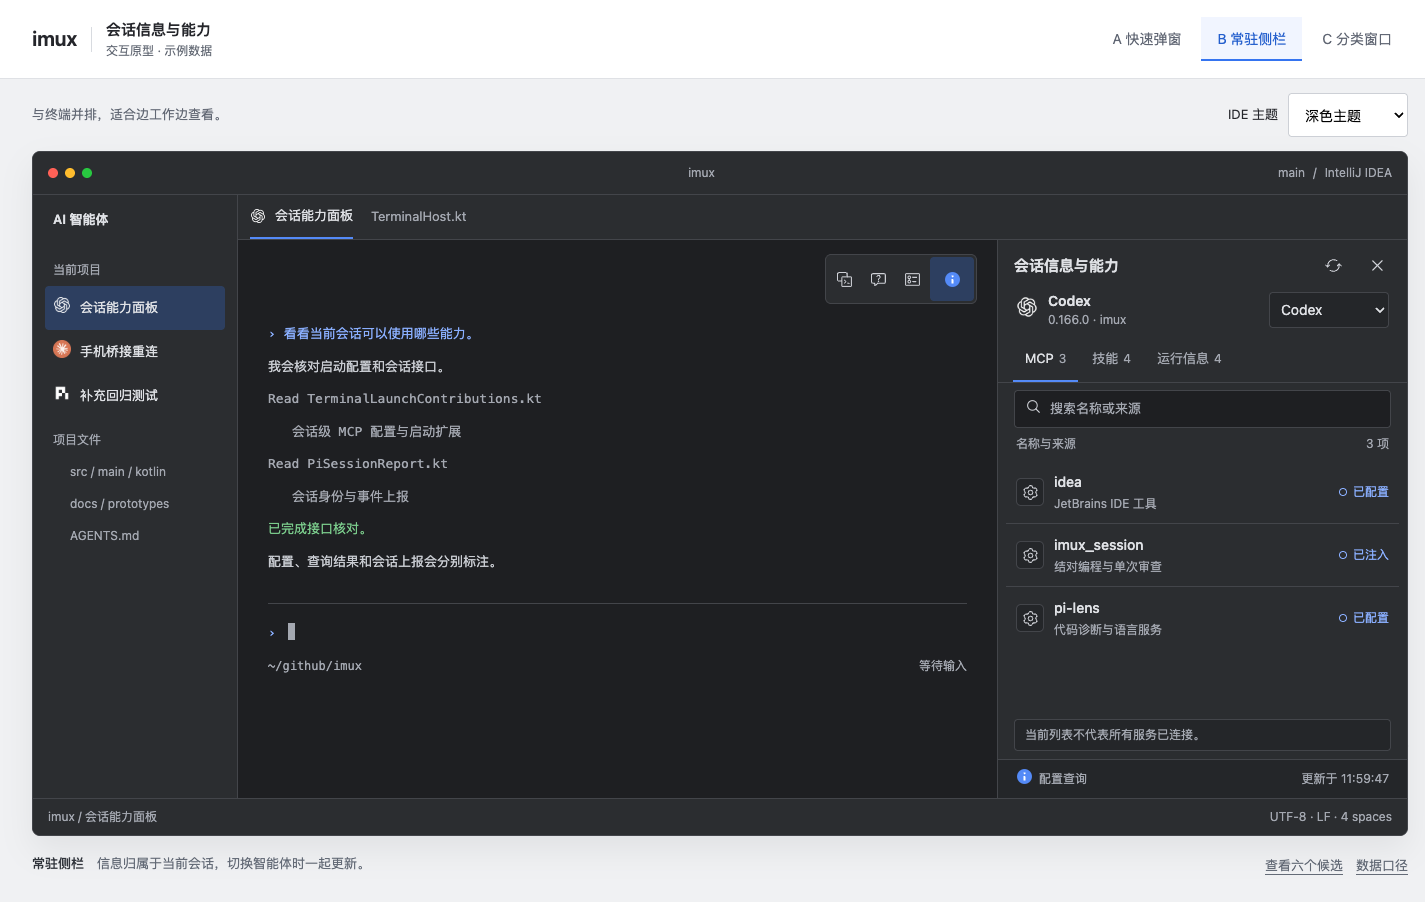 imux
会话信息与能力
交互原型 · 示例数据
A 快速弹窗
B 常驻侧栏
C 分类窗口
与终端并排，适合边工作边查看。
IDE 主题
深色主题
imux
main / IntelliJ IDEA
AI 智能体
当前项目
会话能力面板
手机桥接重连
补充回归测试
项目文件
src / main / kotlin
docs / prototypes
AGENTS.md
会话能力面板
TerminalHost.kt
› 看看当前会话可以使用哪些能力。
我会核对启动配置和会话接口。
Read TerminalLaunchContributions.kt
会话级 MCP 配置与启动扩展
Read PiSessionReport.kt
会话身份与事件上报
已完成接口核对。
配置、查询结果和会话上报会分别标注。
›
~/github/imux
等待输入
会话信息与能力
Codex
0.166.0 · imux
Codex
MCP 3
技能 4
运行信息 4
搜索名称或来源
名称与来源
3 项
idea
JetBrains IDE 工具
已配置
imux_session
结对编程与单次审查
已注入
pi-lens
代码诊断与语言服务
已配置
当前列表不代表所有服务已连接。
配置查询
更新于 11:59:47
imux / 会话能力面板
UTF-8 · LF · 4 spaces
常驻侧栏
信息归属于当前会话，切换智能体时一起更新。
查看六个候选
数据口径